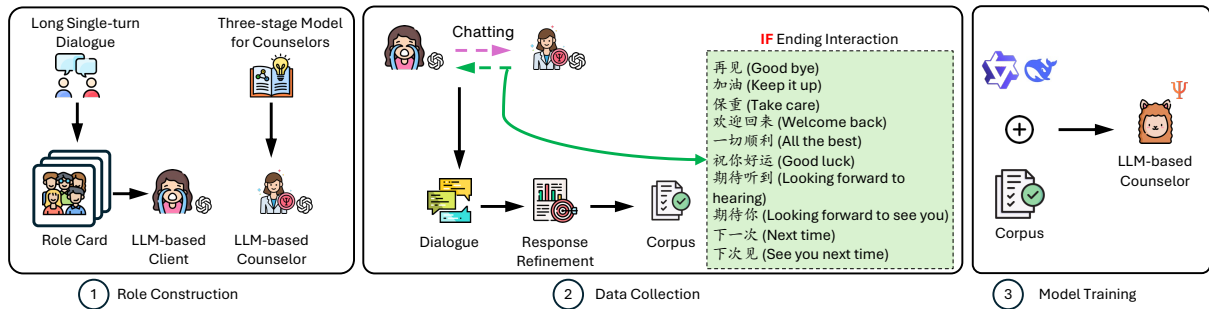 Long Single-turn
Dialogue
Three-stage Model
for Counselors
Role Card
LLM-based
Client
LLM-based
Counselor
1 Role Construction
Chatting
Dialogue
Response
Refinement
Corpus
IF Ending Interaction
再见 (Good bye)
加油 (Keep it up)
保重 (Take care)
欢迎回来 (Welcome back)
一切顺利 (All the best)
祝你好运 (Good luck)
期待听到 (Looking forward to
hearing)
期待你 (Looking forward to see you)
下一次 (Next time)
下次见 (See you next time)
2 Data Collection
Corpus
Ψ
LLM-based
Counselor
3 Model Training